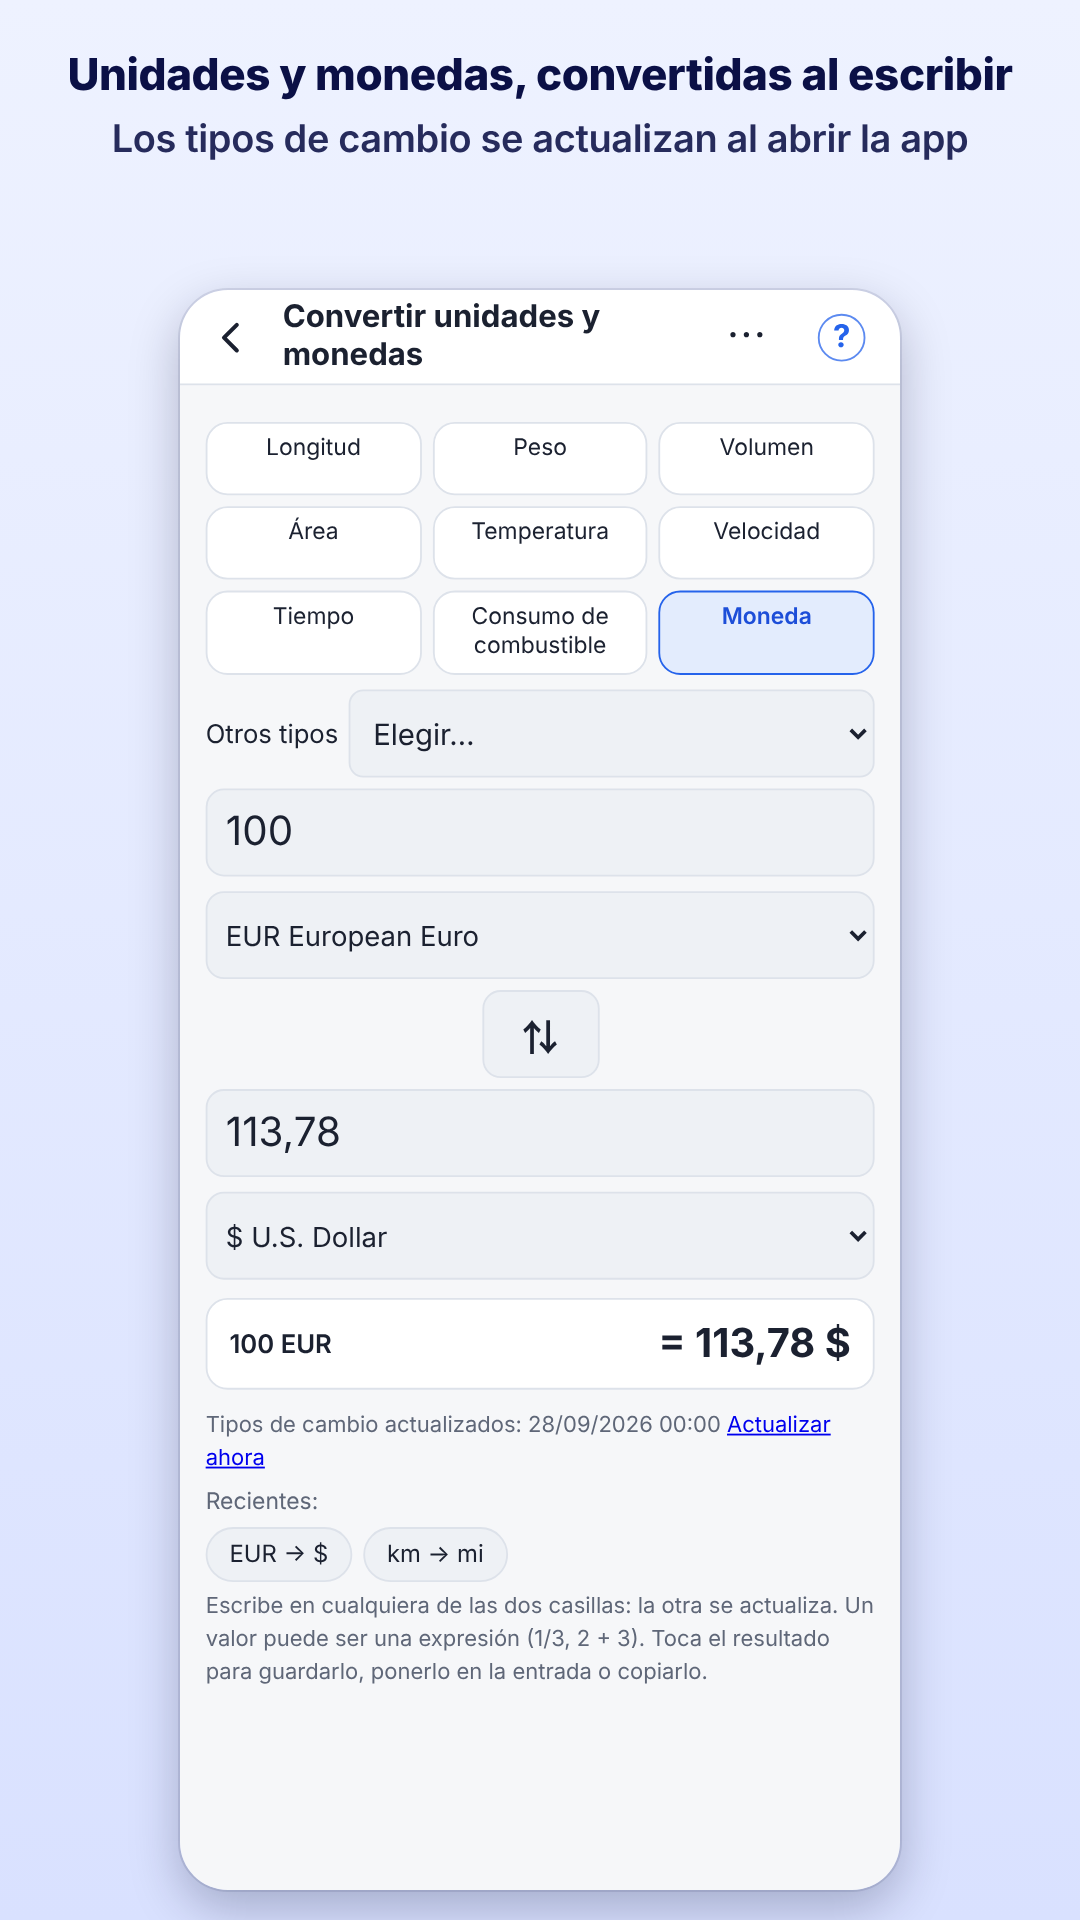 Unidades y monedas, convertidas al escribir
Los tipos de cambio se actualizan al abrir la app
Convertir unidades y
monedas
... ?
Longitud Peso Volumen
Área Temperatura Velocidad
Tiempo Consumo de
combustible Moneda
Otros tipos Elegir...
100
EUR European Euro
113,78
$ U.S. Dollar
100 EUR = 113,78 $
Tipos de cambio actualizados: 28/09/2026 00:00 Actualizar
ahora
Recientes:
EUR → $ km → mi
Escribe en cualquiera de las dos casillas: la otra se actualiza. Un
valor puede ser una expresión (1/3, 2 + 3). Toca el resultado
para guardarlo, ponerlo en la entrada o copiarlo.